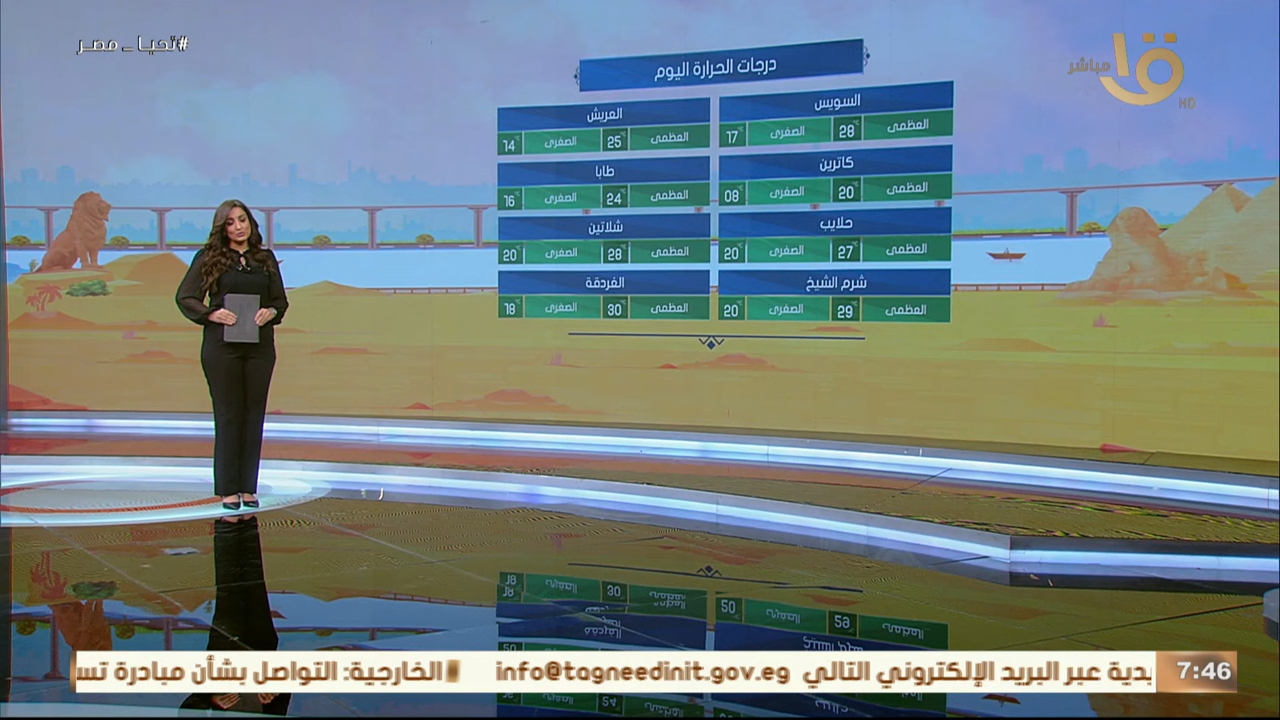 #تحيا_مصر
مباشر
HD
درجات الحرارة اليوم
السويس
العظمى 28 الصغرى 17
العريش
العظمى 25 الصغرى 14
كاترين
العظمى 20 الصغرى 08
طابا
العظمى 24 الصغرى 16
حلايب
العظمى 27 الصغرى 20
شلاتين
العظمى 28 الصغرى 20
شرم الشيخ
العظمى 29 الصغرى 20
الغردقة
العظمى 30 الصغرى 18
يدية عبر البريد الإلكتروني التالي info@tagneedinit.gov.eg الخارجية: التواصل بشأن مبادرة تس
7:46